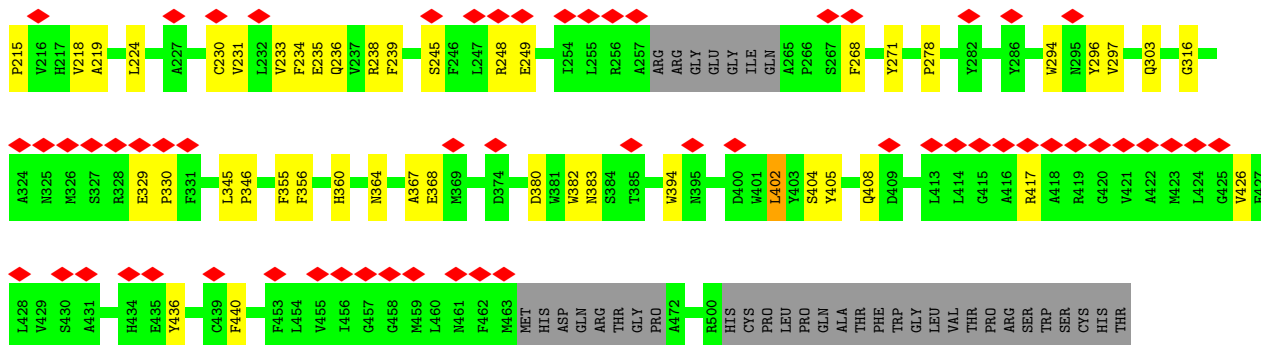 P215 V216 H217 V218 A219 L224 A227 C230 V231 L232 V233 F234 E235 Q236 V237 R238 F239 S245 F246 L247 R248 E249 I254 L255 R256 A257 ARG ARG GLY GLU GLY ILE GLN A265 P266 S267 F268 Y271 P278 Y282 Y286 W294 N295 Y296 V297 Q303 G316
A324 N325 M326 S327 R328 E329 P330 F331 L345 P346 F355 F356 H360 N364 A367 E368 M369 D374 D380 W381 W382 N383 S384 T385 W394 N395 D400 W401 L402 Y403 S404 Y405 Q408 D409 L413 L414 G415 A416 R417 A418 R419 G420 V421 A422 M423 L424 G425 V426
L428 V429 S430 A431 H434 E435 Y436 C439 F440 F453 L454 V455 I456 G457 G458 M459 L460 N461 F462 M463 MET HIS ASP GLN ARG THR GLY PRO A472 R500 HIS CYS PRO LEU PRO GLN ALA THR PHE TRP GLY LEU VAL THR PRO ARG SER TRP SER CYS HIS THR